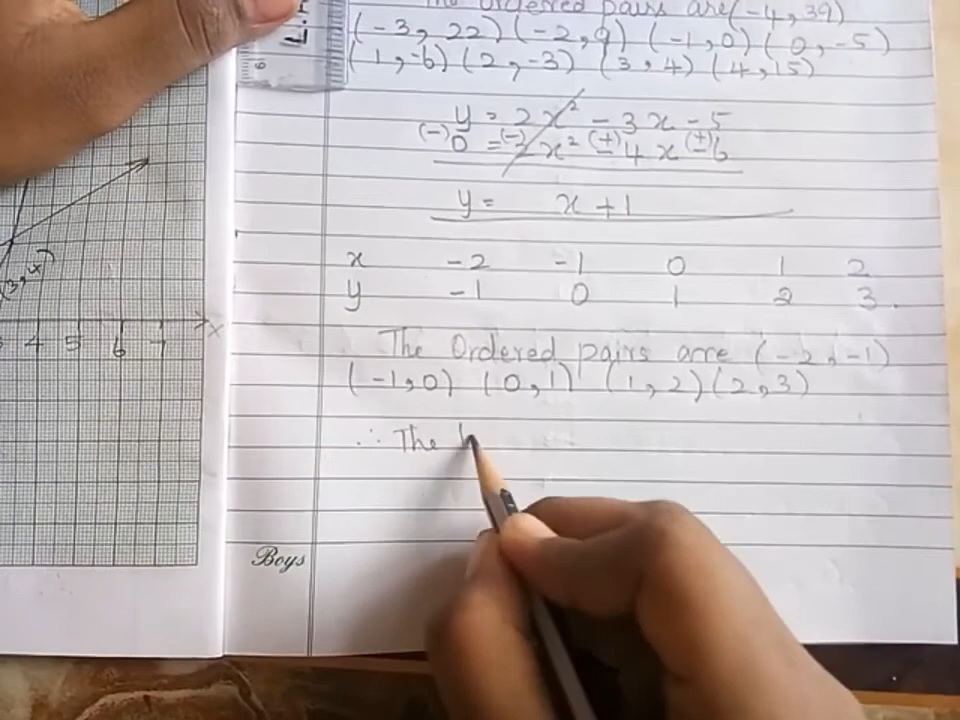 The Ordered pairs are (-4, 39)
(-3, 22) (-2, 9) (-1, 0) (0, -5)
(1, -6) (2, -3) (3, 4) (4, 15)
y = 2x² - 3x - 5
(-) 0 = (-) 2x² (±) 4x (±) 6
y = x + 1
x -2 -1 0 1 2
y -1 0 1 2 3
The Ordered pairs are (-2, -1)
(-1, 0) (0, 1) (1, 2) (2, 3)
∴ The
4 5 6 7 x
Boys